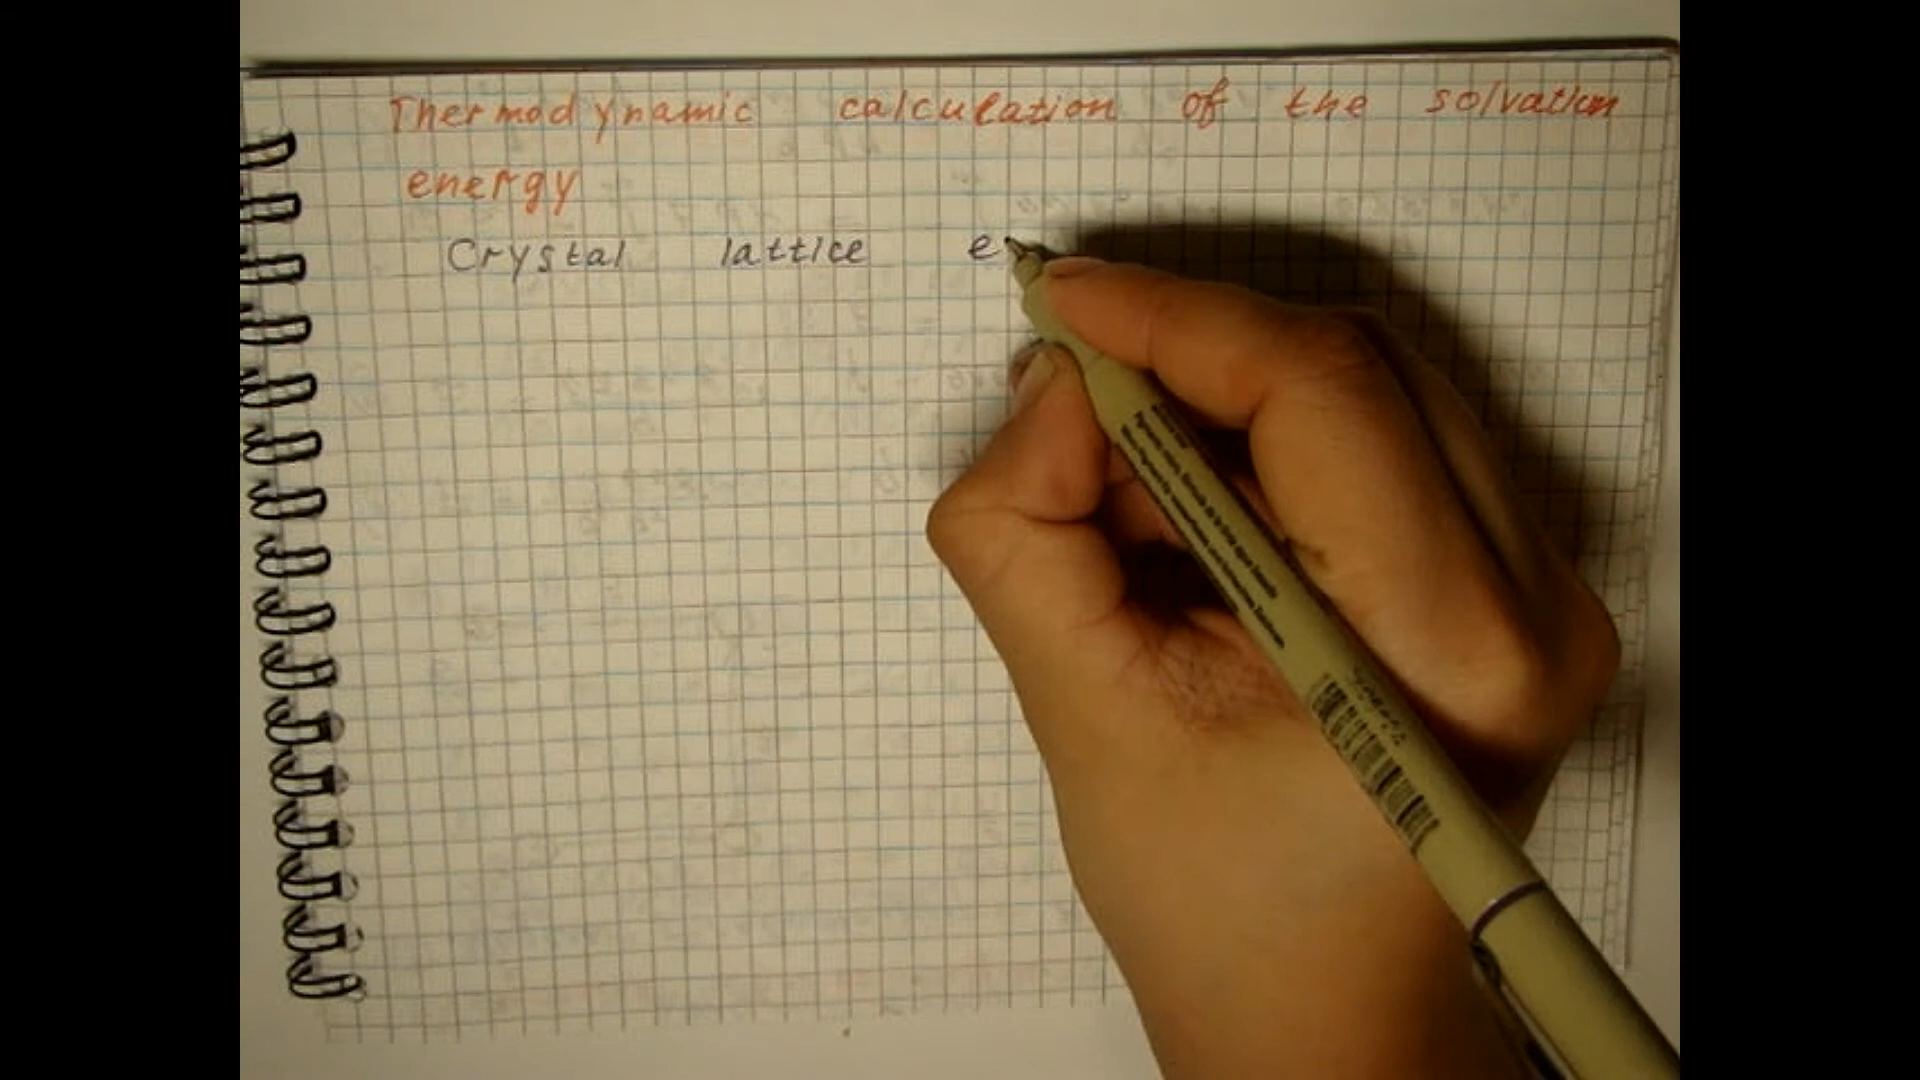 Thermodynamic calculation of the solvation
energy
Crystal lattice e